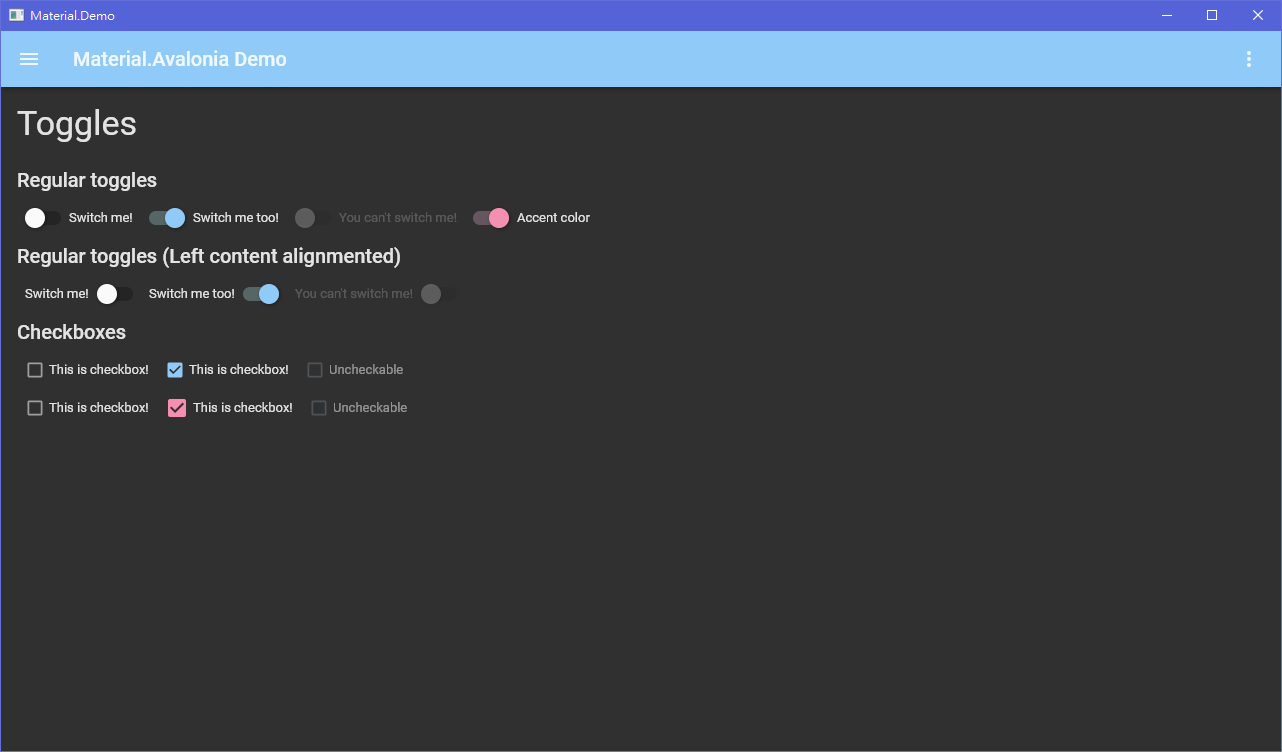 Material.Demo
Material.Avalonia Demo
Toggles
Regular toggles
Switch me! Switch me too! You can't switch me! Accent color
Regular toggles (Left content alignmented)
Switch me! Switch me too! You can't switch me!
Checkboxes
This is checkbox! This is checkbox! Uncheckable
This is checkbox! This is checkbox! Uncheckable